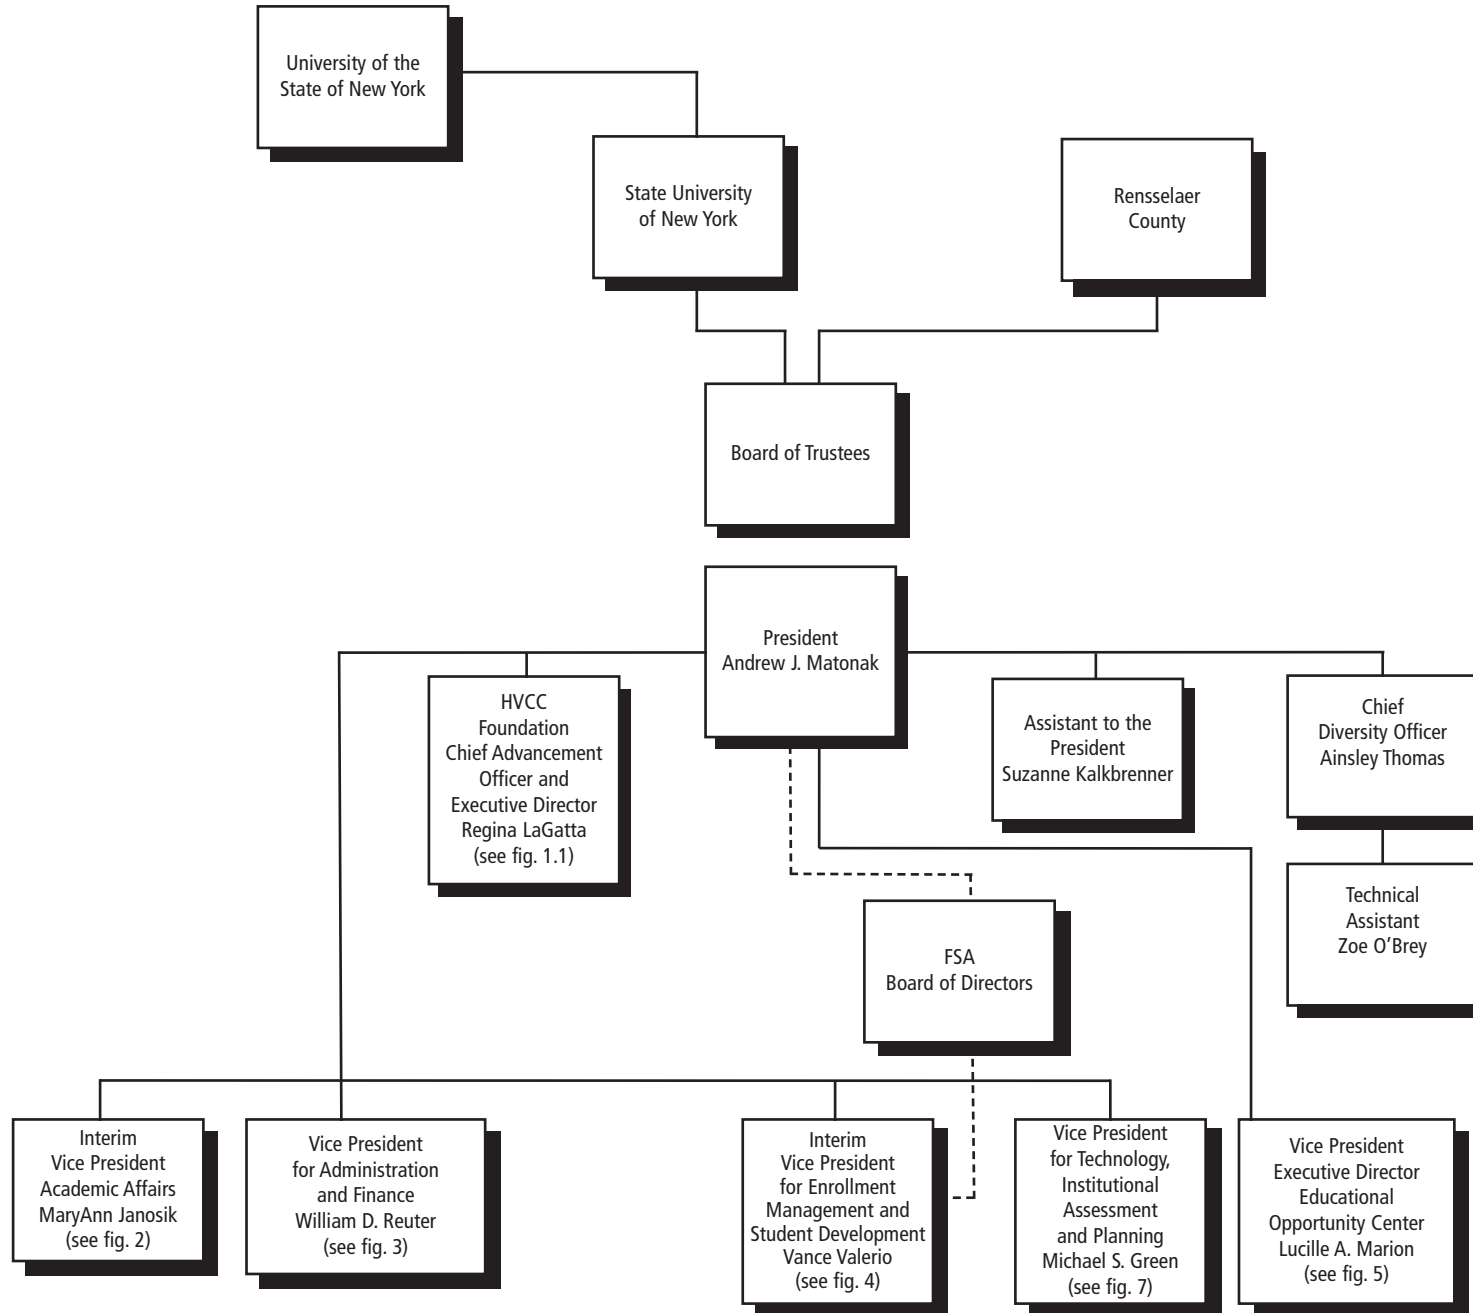 University of the
State of New York
State University
of New York
Rensselaer
County
Board of Trustees
President
Andrew J. Matonak
HVCC
Foundation
Chief Advancement
Officer and
Executive Director
Regina LaGatta
(see fig. 1.1)
Assistant to the
President
Suzanne Kalkbrenner
Chief
Diversity Officer
Ainsley Thomas
Technical
Assistant
Zoe O’Brey
FSA
Board of Directors
Interim
Vice President
Academic Affairs
MaryAnn Janosik
(see fig. 2)
Vice President
for Administration
and Finance
William D. Reuter
(see fig. 3)
Interim
Vice President
for Enrollment
Management and
Student Development
Vance Valerio
(see fig. 4)
Vice President
for Technology,
Institutional
Assessment
and Planning
Michael S. Green
(see fig. 7)
Vice President
Executive Director
Educational
Opportunity Center
Lucille A. Marion
(see fig. 5)